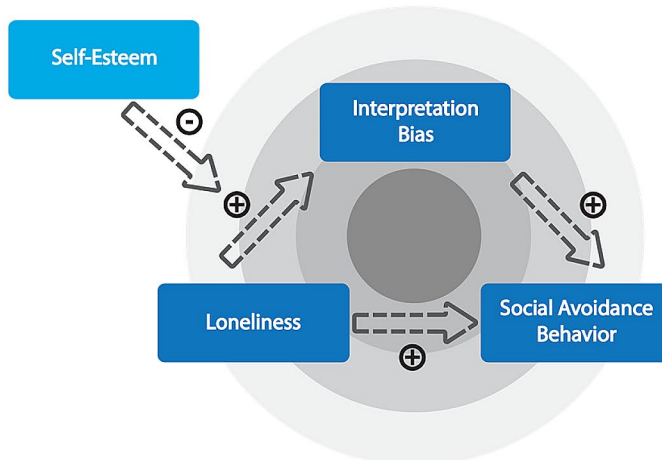 Self-Esteem
-
Interpretation
Bias
+
+
Loneliness
Social Avoidance
Behavior
+